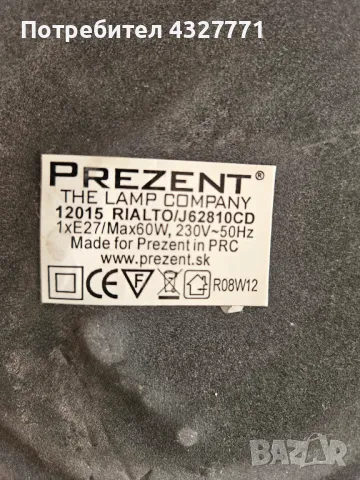 Потребител 4327771
PREZENT®
THE LAMP COMPANY
12015 RIALTO/J62810CD
1xE27/Max60W, 230V~50Hz
Made for Prezent in PRC
www.prezent.sk
CE F R08W12
BAZAR